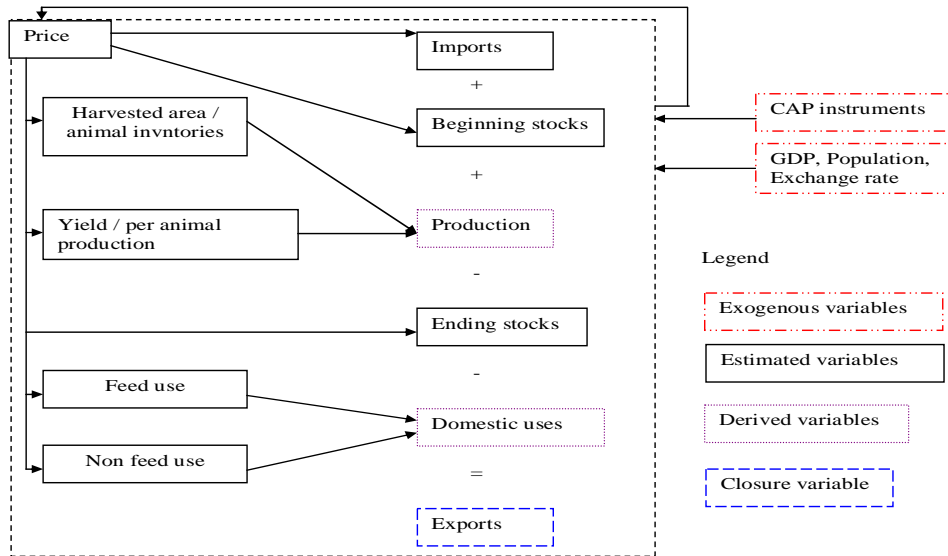 Price
Imports
+
Harvested area /
animal invntories
Beginning stocks
+
Yield / per animal
production
Production
-
Ending stocks
-
Feed use
Domestic uses
Non feed use
=
Exports
CAP instruments
GDP, Population,
Exchange rate
Legend
Exogenous variables
Estimated variables
Derived variables
Closure variable